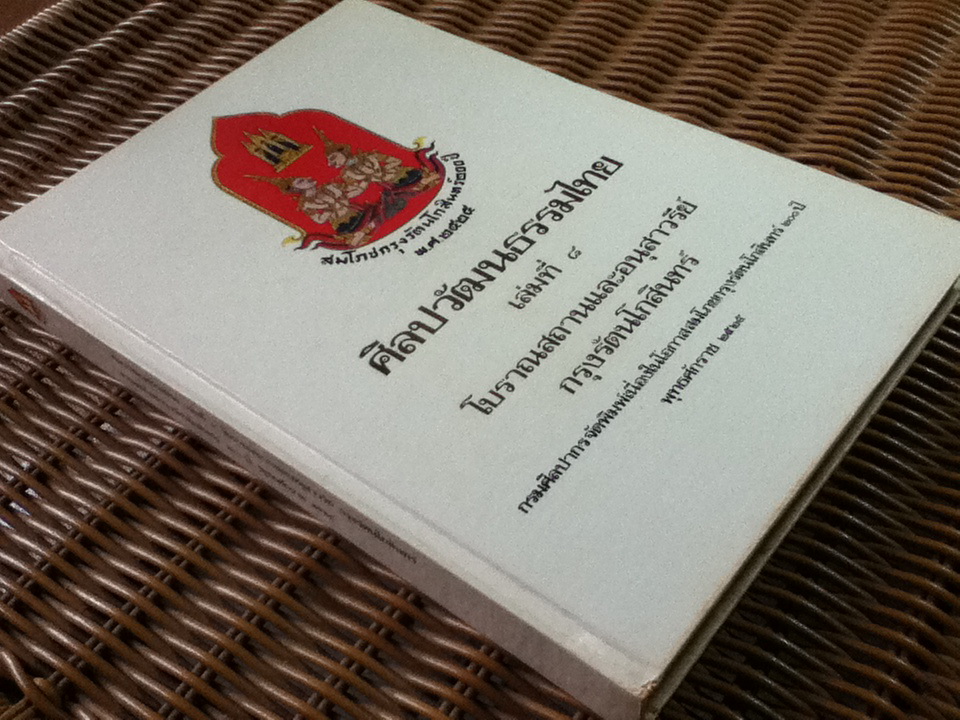 สมโภชกรุงรัตนโกสินทร์๒๐๐ปี
พ.ศ.๒๕๒๕
ศิลปวัฒนธรรมไทย
เล่มที่ ๘
โบราณสถานและอนุสาวรีย์
กรุงรัตนโกสินทร์
กรมศิลปากรจัดพิมพ์เนื่องในโอกาสสมโภชกรุงรัตนโกสินทร์ ๒๐๐ ปี
พุทธศักราช ๒๕๒๕